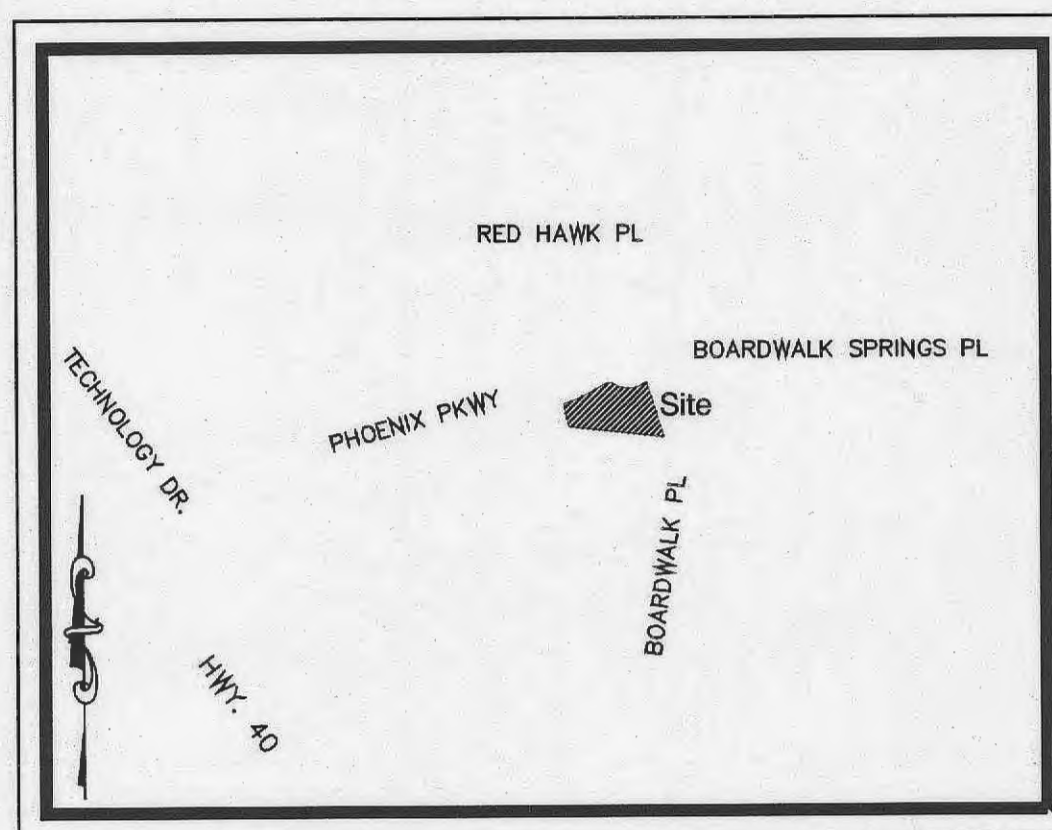 RED HAWK PL
BOARDWALK SPRINGS PL
TECHNOLOGY DR.
PHOENIX PKWY
Site
BOARDWALK PL
HWY. 40